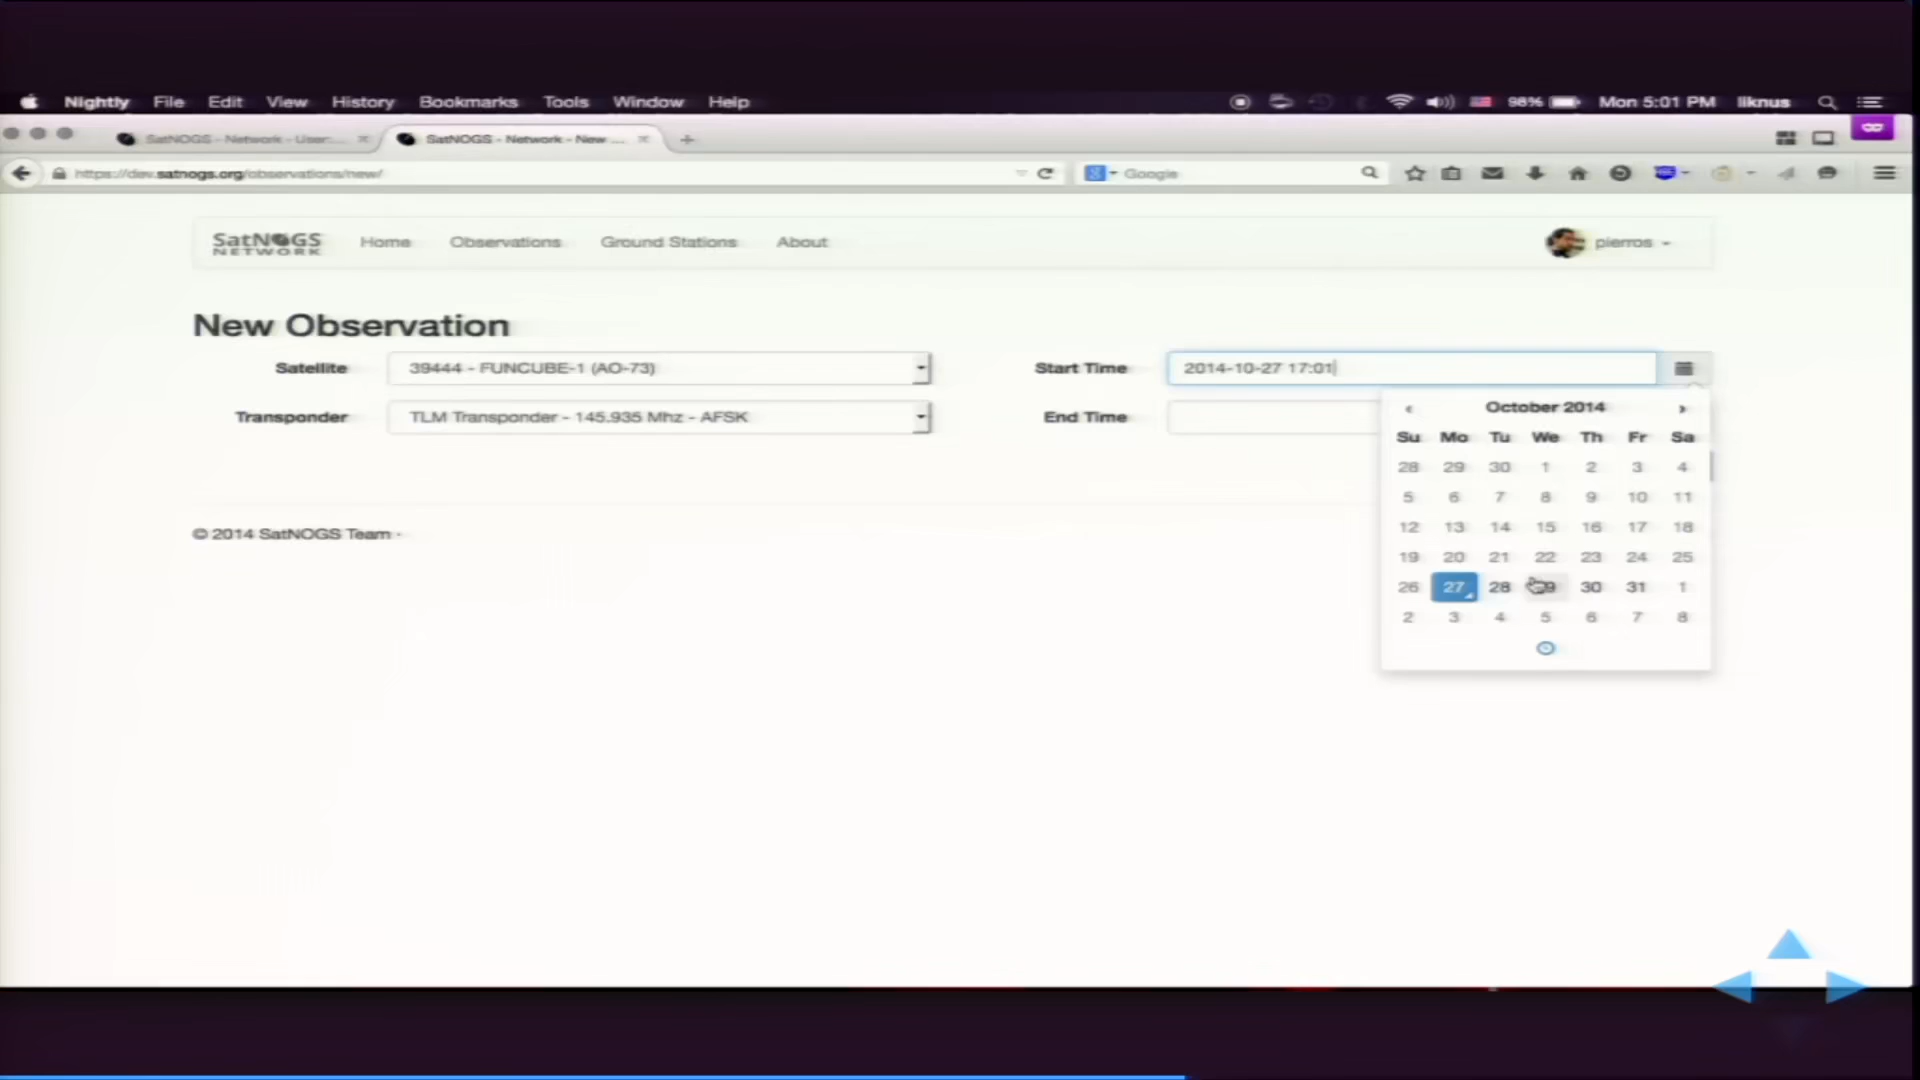 Nightly File Edit View History Bookmarks Tools Window Help 98% Mon 5:01 PM liknus
SatNOGS - Network - User:... SatNOGS - Network - New ...
https://dev.satnogs.org/observations/new/ Google
SatNOGS NETWORK Home Observations Ground Stations About pierros
New Observation
Satellite 39444 - FUNCUBE-1 (AO-73) Start Time 2014-10-27 17:01
Transponder TLM Transponder - 145.935 Mhz - AFSK End Time
‹ October 2014 ›
Su Mo Tu We Th Fr Sa
28 29 30 1 2 3 4
5 6 7 8 9 10 11
12 13 14 15 16 17 18
19 20 21 22 23 24 25
26 27 28 29 30 31 1
2 3 4 5 6 7 8
© 2014 SatNOGS Team ·